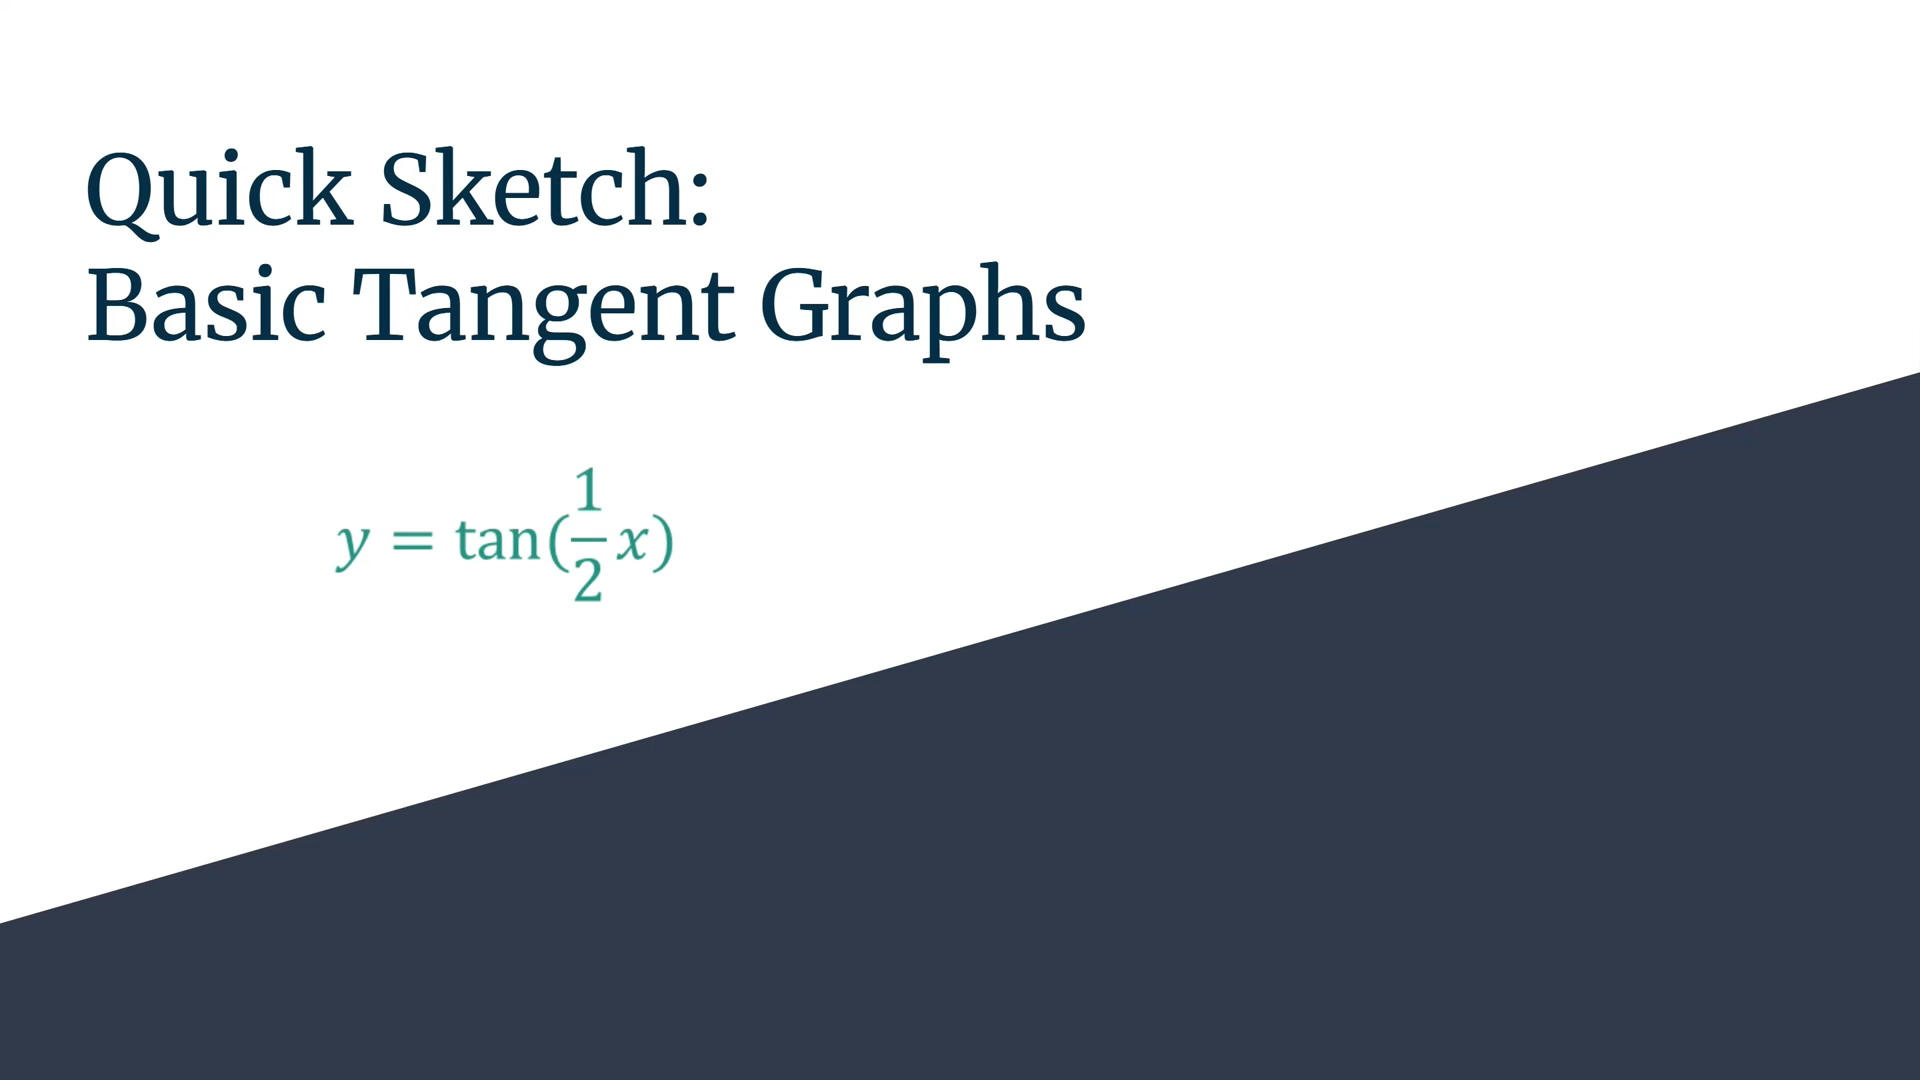 Quick Sketch:
Basic Tangent Graphs
y = tan(1/2 x)